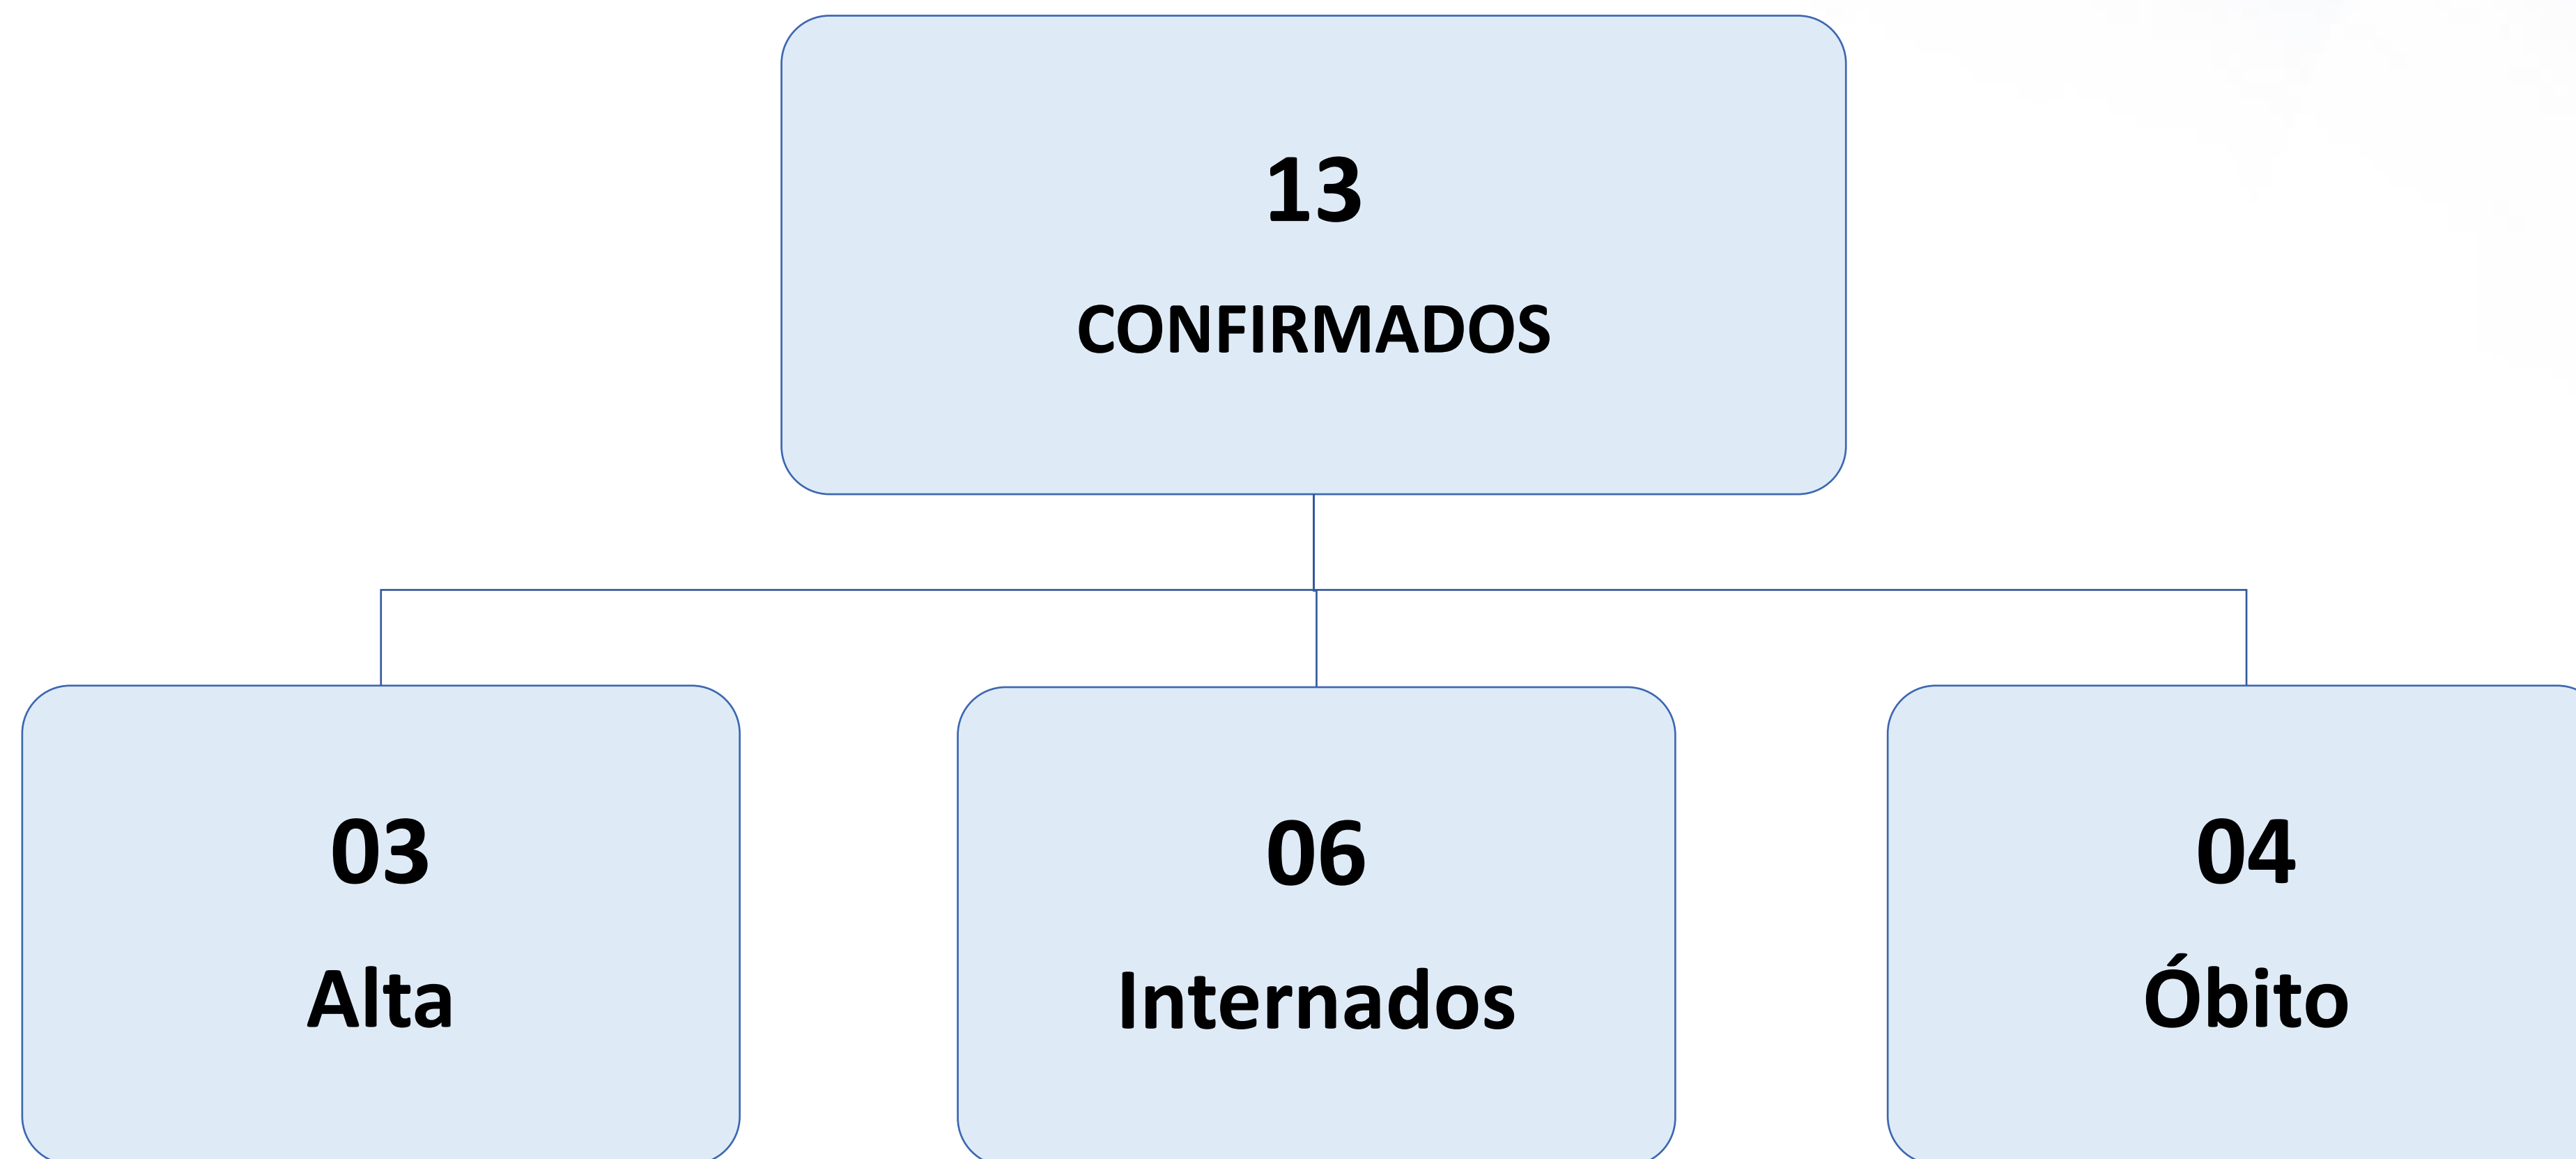 13
CONFIRMADOS
03
Alta
06
Internados
04
Óbito